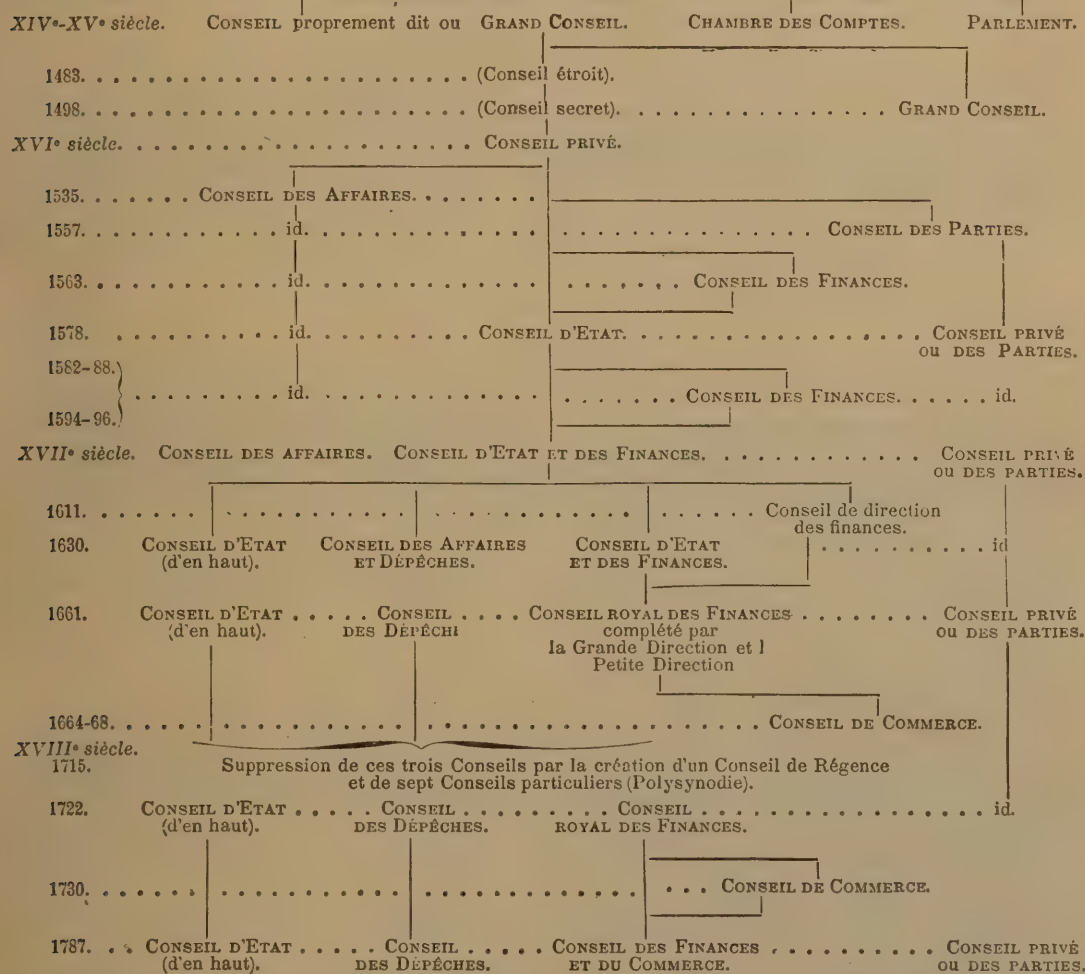 XIVe-XVe siècle. CONSEIL proprement dit ou GRAND CONSEIL. CHAMBRE DES COMPTES. PARLEMENT.
1483. (Conseil étroit).
1498. (Conseil secret). GRAND CONSEIL.
XVIe siècle. CONSEIL PRIVÉ.
1535. CONSEIL DES AFFAIRES.
1557. id. CONSEIL DES PARTIES.
1563. id. CONSEIL DES FINANCES.
1578. id. CONSEIL D'ETAT. CONSEIL PRIVÉ
OU DES PARTIES.
1582-88.
id. CONSEIL DES FINANCES. id.
1594-96.
XVIIe siècle. CONSEIL DES AFFAIRES. CONSEIL D'ETAT ET DES FINANCES. CONSEIL PRIVÉ
OU DES PARTIES.
1611. Conseil de direction
des finances.
1630. CONSEIL D'ETAT CONSEIL DES AFFAIRES CONSEIL D'ETAT id
(d'en haut). ET DÉPÊCHES. ET DES FINANCES.
1661. CONSEIL D'ETAT CONSEIL CONSEIL ROYAL DES FINANCES CONSEIL PRIVÉ
(d'en haut). DES DÉPÊCHI complété par OU DES PARTIES.
la Grande Direction et l
Petite Direction
1664-68. CONSEIL DE COMMERCE.
XVIIIe siècle.
1715. Suppression de ces trois Conseils par la création d'un Conseil de Régence
et de sept Conseils particuliers (Polysynodie).
1722. CONSEIL D'ETAT CONSEIL CONSEIL id.
(d'en haut). DES DÉPÊCHES. ROYAL DES FINANCES.
1730. CONSEIL DE COMMERCE.
1787. CONSEIL D'ETAT CONSEIL CONSEIL DES FINANCES CONSEIL PRIVÉ
(d'en haut). DES DÉPÊCHES. ET DU COMMERCE. OU DES PARTIES.